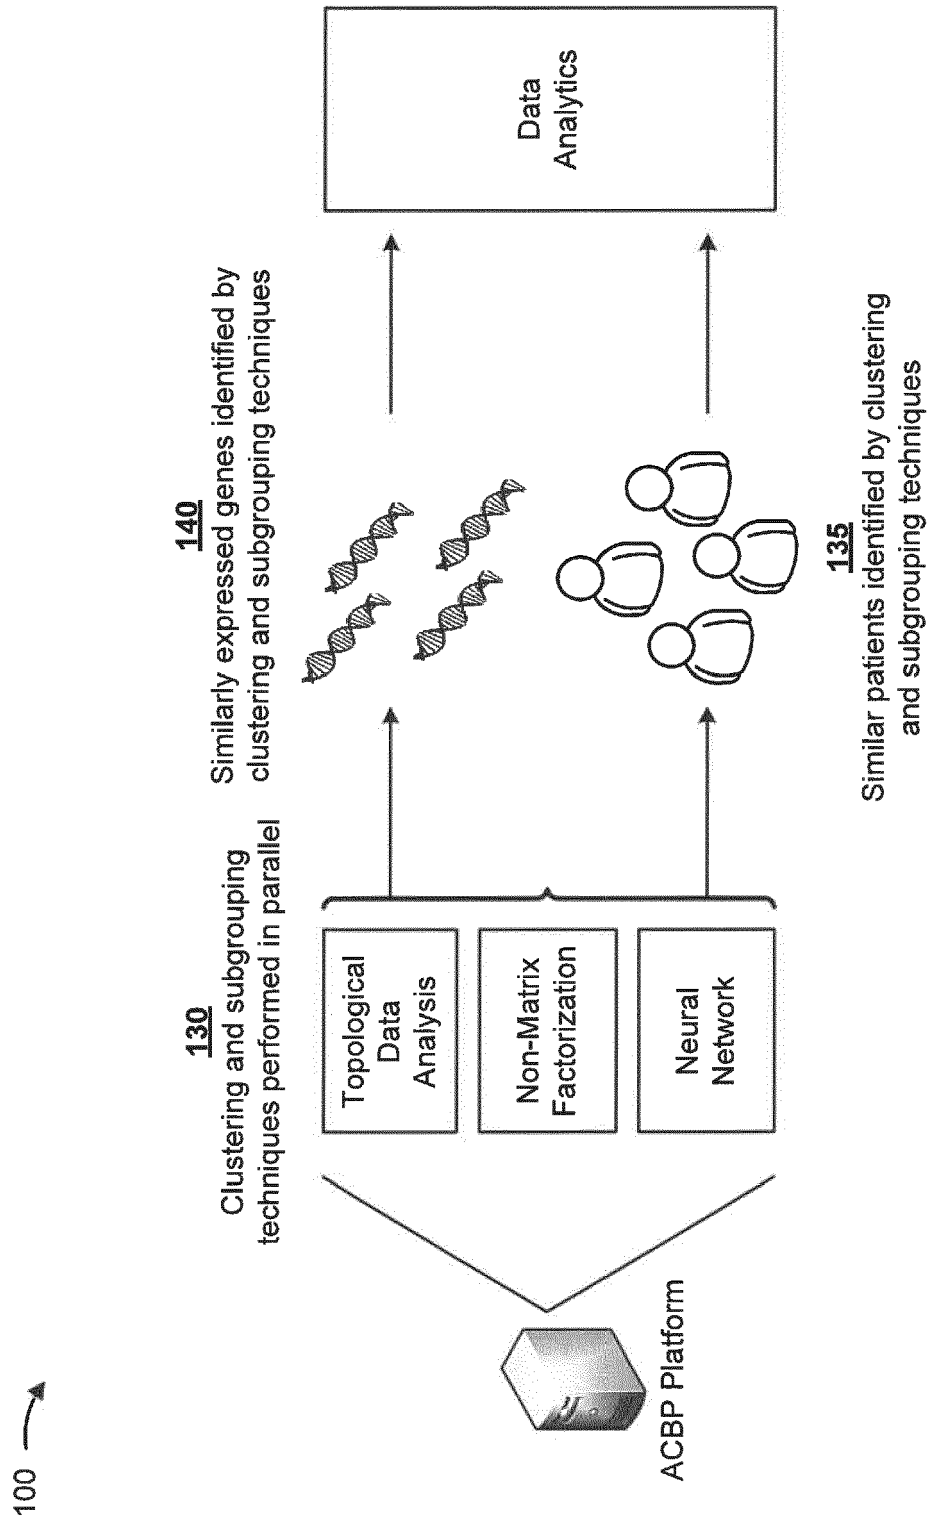 100
130
Clustering and subgrouping
techniques performed in parallel
140
Similarly expressed genes identified by
clustering and subgrouping techniques
ACBP Platform
Topological
Data
Analysis
Non-Matrix
Factorization
Neural
Network
Data
Analytics
135
Similar patients identified by clustering
and subgrouping techniques